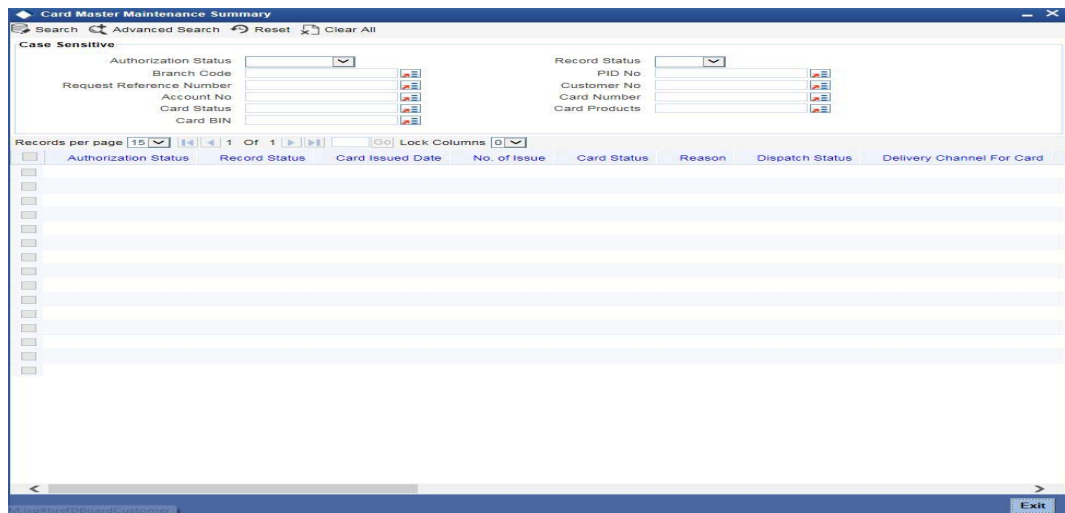 Card Master Maintenance Summary
Search Advanced Search Reset Clear All
Case Sensitive
Authorization Status Record Status
Branch Code PID No
Request Reference Number Customer No
Account No Card Number
Card Status Card Products
Card BIN
Records per page 15 1 Of 1 Go Lock Columns 0
Authorization Status Record Status Card Issued Date No. of Issue Card Status Reason Dispatch Status Delivery Channel For Card
Exit